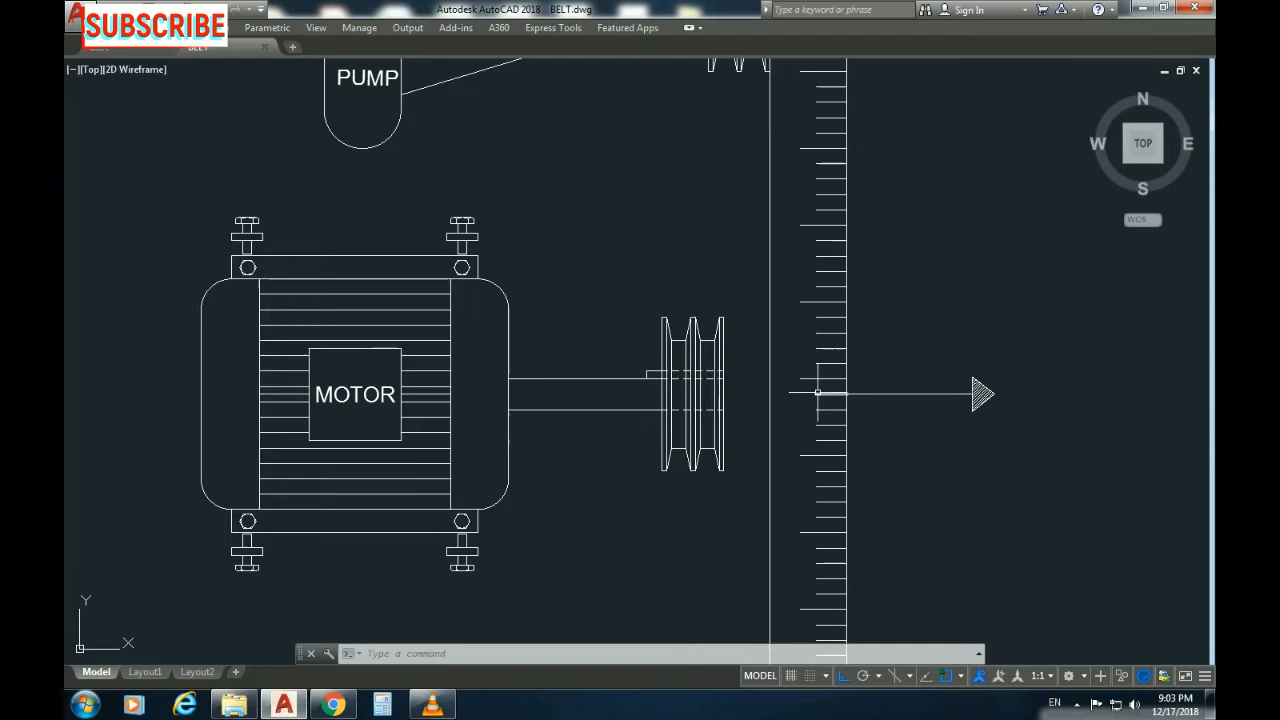 SUBSCRIBE
Autodesk AutoCAD 2018 BELT.dwg
Type a keyword or phrase
Sign In
Parametric View Manage Output Add-ins A360 Express Tools Featured Apps
[−][Top][2D Wireframe]
PUMP
N
W TOP E
S
WCS
MOTOR
Y
X
Type a command
Model Layout1 Layout2
MODEL
1:1
EN
9:03 PM
12/17/2018